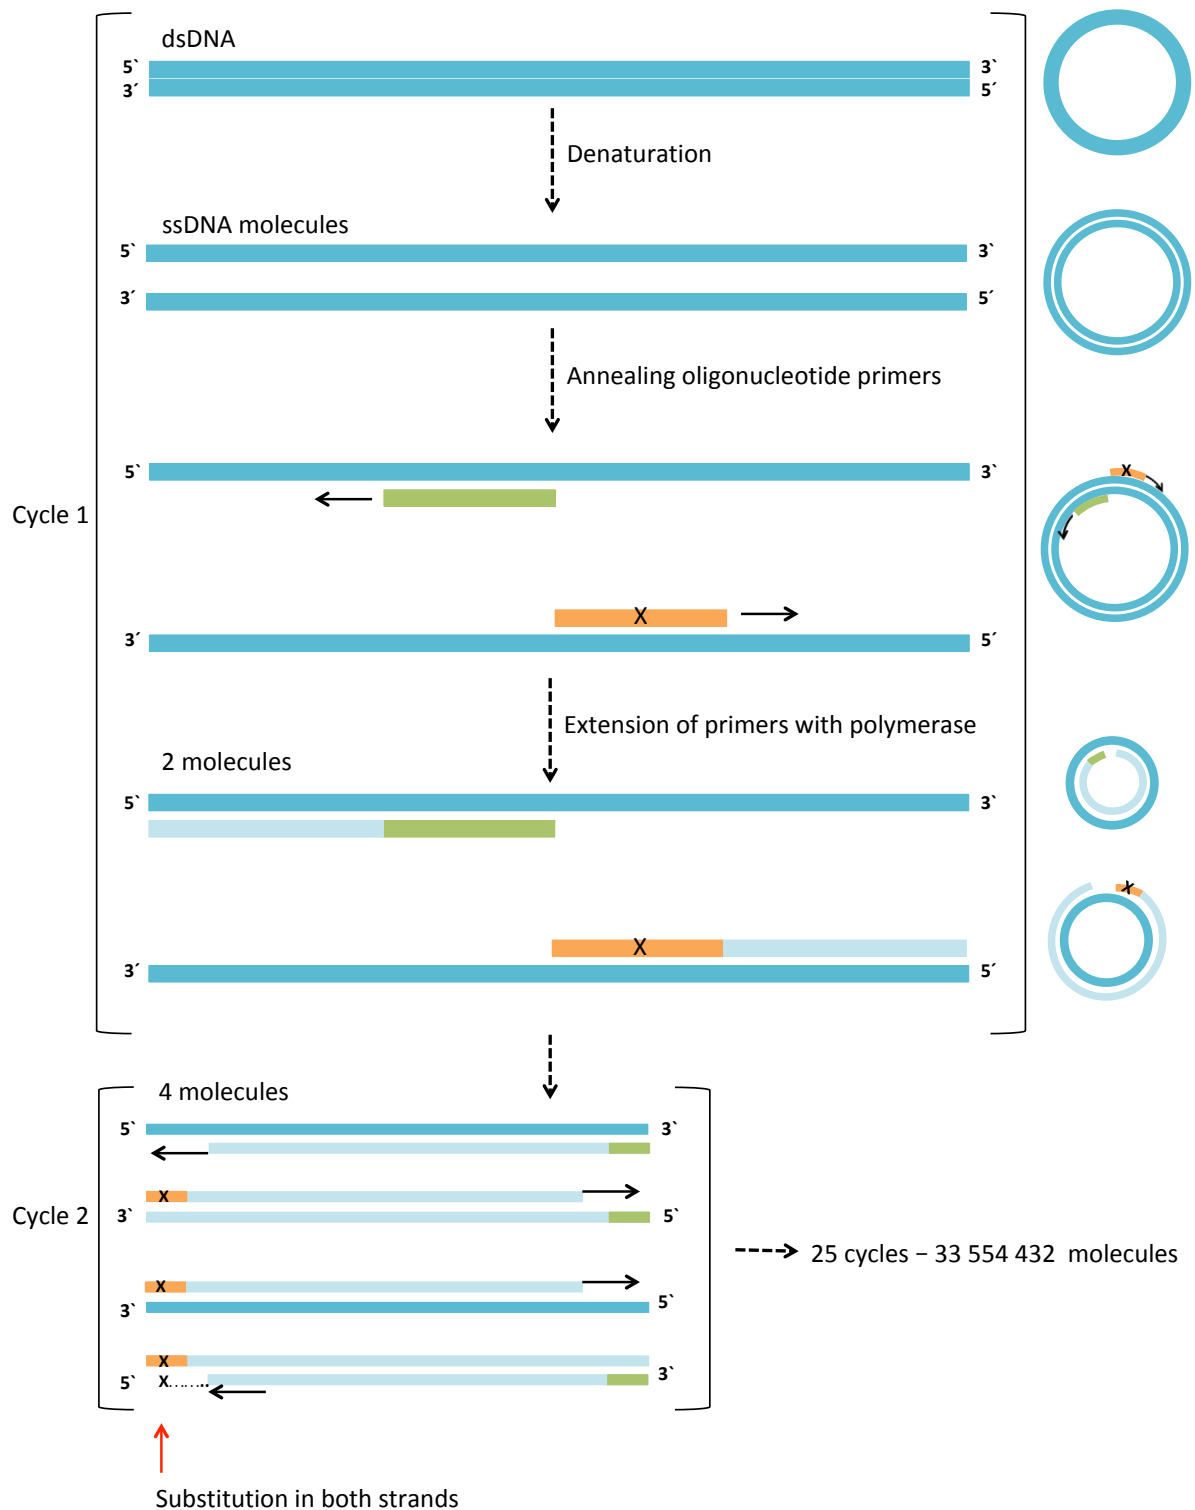 dsDNA
5` 3`
3´ 5´
Denaturation
ssDNA molecules
5` 3`
3´ 5´
Annealing oligonucleotide primers
5` 3`
X
Cycle 1
X
3´ 5´
Extension of primers with polymerase
2 molecules
5` 3`
X
X
3´ 5´
4 molecules
5` 3`
X
Cycle 2
3` 5`
25 cycles – 33 554 432 molecules
X
3` 5`
X
5` X........ 3`
Substitution in both strands